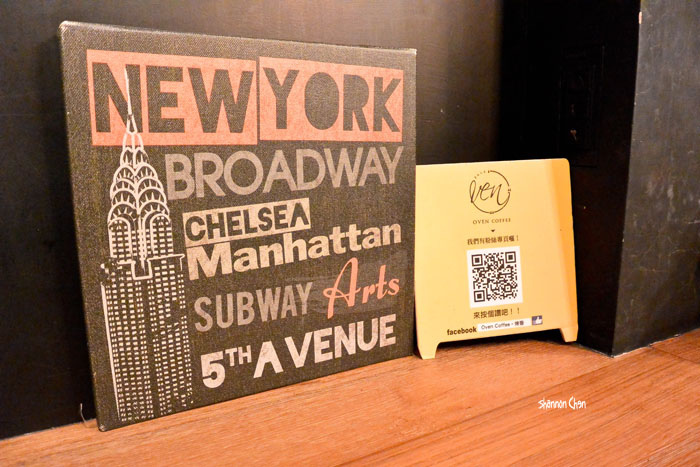 NEW YORK
BROADWAY
CHELSEA
Manhattan
SUBWAY Arts
5TH AVENUE
Oven
OVEN COFFEE
我們有粉絲專頁囉！
來按個讚吧！！
facebook Oven Coffee-
Shannon Chen